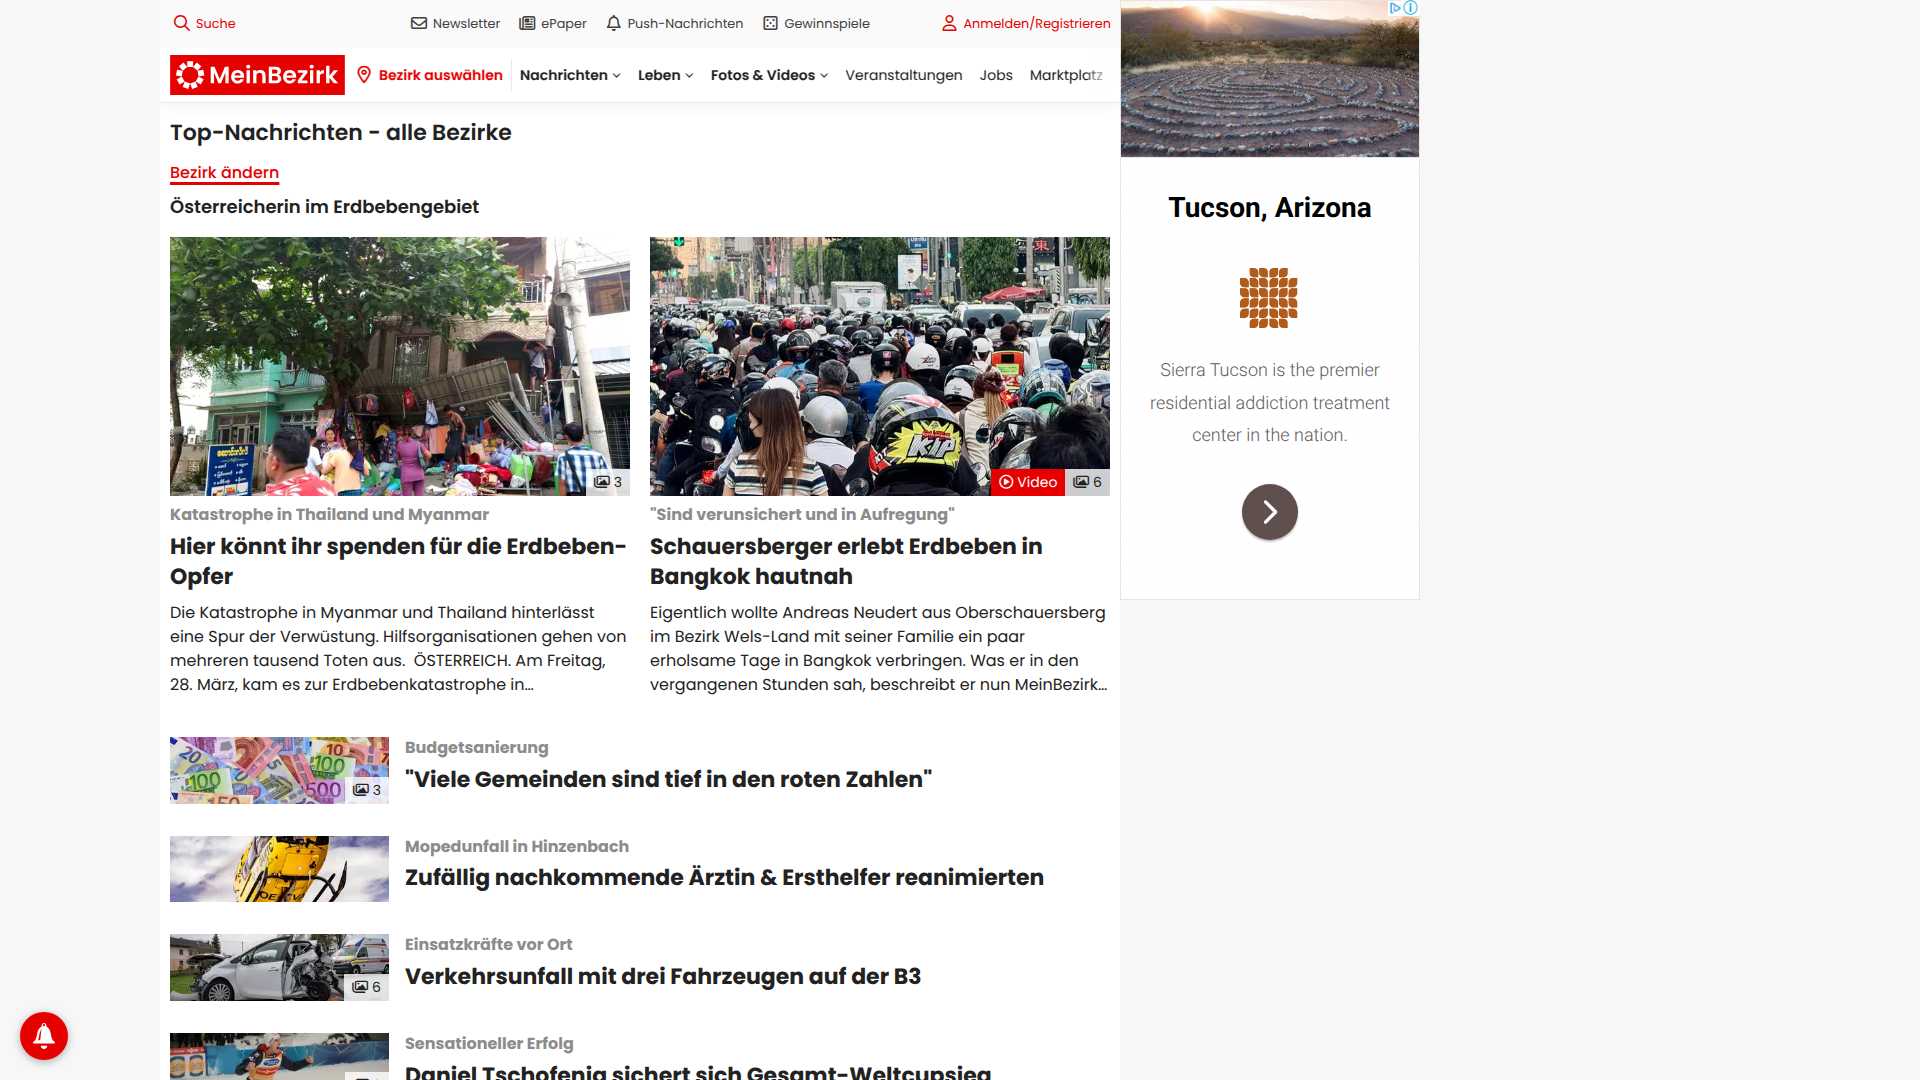 Suche
Newsletter
ePaper
Push-Nachrichten
Gewinnspiele
Anmelden/Registrieren
MeinBezirk
Bezirk auswählen
Nachrichten
Leben
Fotos & Videos
Veranstaltungen
Jobs
Marktplatz
Top-Nachrichten - alle Bezirke
Bezirk ändern
Österreicherin im Erdbebengebiet
3
Katastrophe in Thailand und Myanmar
Hier könnt ihr spenden für die Erdbeben-
Opfer
Die Katastrophe in Myanmar und Thailand hinterlässt
eine Spur der Verwüstung. Hilfsorganisationen gehen von
mehreren tausend Toten aus.  ÖSTERREICH. Am Freitag,
28. März, kam es zur Erdbebenkatastrophe in...
KiP
Video
6
"Sind verunsichert und in Aufregung"
Schauersberger erlebt Erdbeben in
Bangkok hautnah
Eigentlich wollte Andreas Neudert aus Oberschauersberg
im Bezirk Wels-Land mit seiner Familie ein paar
erholsame Tage in Bangkok verbringen. Was er in den
vergangenen Stunden sah, beschreibt er nun MeinBezirk...
20
10
100
100
500
3
Budgetsanierung
"Viele Gemeinden sind tief in den roten Zahlen"
Mopedunfall in Hinzenbach
Zufällig nachkommende Ärztin & Ersthelfer reanimierten
6
Einsatzkräfte vor Ort
Verkehrsunfall mit drei Fahrzeugen auf der B3
Sensationeller Erfolg
Daniel Tschofenig sichert sich Gesamt-Weltcupsieg
Tucson, Arizona
Sierra Tucson is the premier
residential addiction treatment
center in the nation.